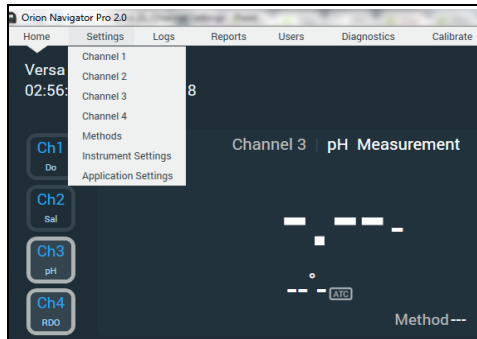 Orion Navigator Pro 2.0
Home Settings Logs Reports Users Diagnostics Calibrate
Channel 1
Channel 2
Channel 3
Channel 4
Methods
Instrument Settings
Application Settings
Versa
02:56: 8
Channel 3 | pH Measurement
Ch1
Do
Ch2
Sal
Ch3
pH
Ch4
RDO
-.--
° 
---
ATC
Method---